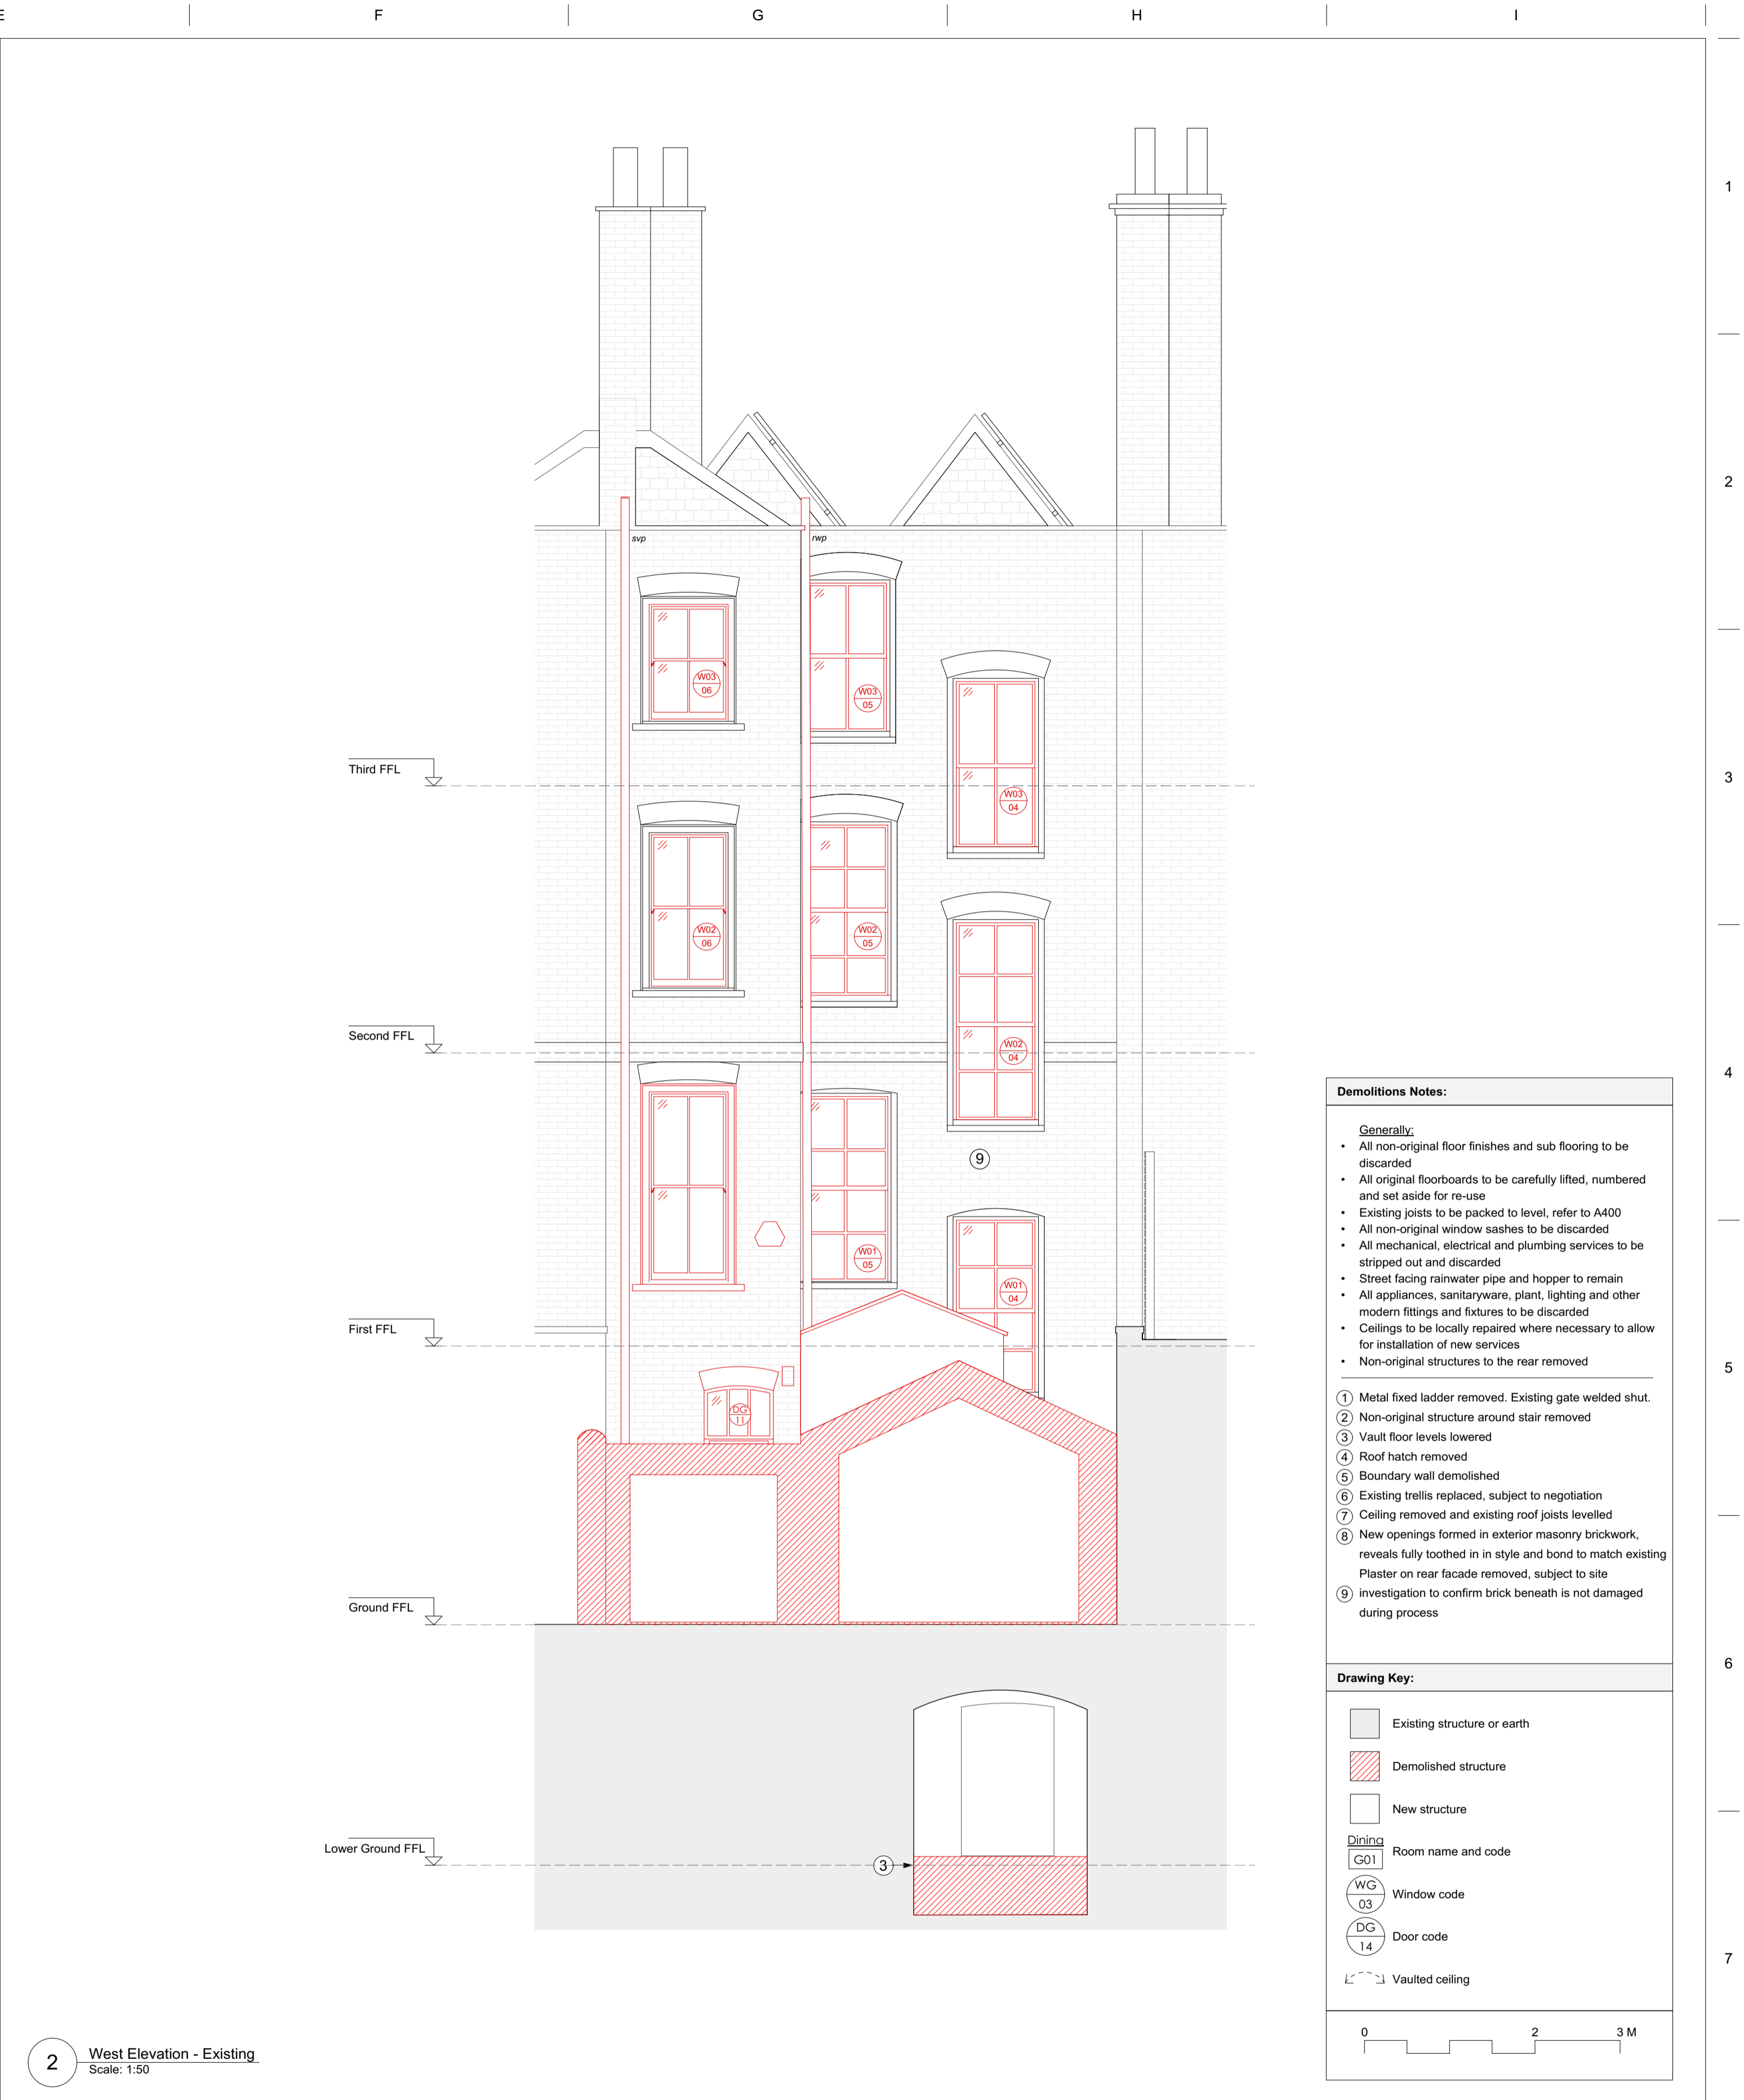 E
F
G
H
I
1
2
3
4
5
6
7
svp
rwp
W03
06
W03
05
W03
04
Third FFL
W02
06
W02
05
W02
04
Second FFL
9
W01
05
W01
04
First FFL
DG
11
Ground FFL
Lower Ground FFL
3
Demolitions Notes:
Generally:
• All non-original floor finishes and sub flooring to be
discarded
• All original floorboards to be carefully lifted, numbered
and set aside for re-use
• Existing joists to be packed to level, refer to A400
• All non-original window sashes to be discarded
• All mechanical, electrical and plumbing services to be
stripped out and discarded
• Street facing rainwater pipe and hopper to remain
• All appliances, sanitaryware, plant, lighting and other
modern fittings and fixtures to be discarded
• Ceilings to be locally repaired where necessary to allow
for installation of new services
• Non-original structures to the rear removed
1 Metal fixed ladder removed. Existing gate welded shut.
2 Non-original structure around stair removed
3 Vault floor levels lowered
4 Roof hatch removed
5 Boundary wall demolished
6 Existing trellis replaced, subject to negotiation
7 Ceiling removed and existing roof joists levelled
8 New openings formed in exterior masonry brickwork,
reveals fully toothed in in style and bond to match existing
Plaster on rear facade removed, subject to site
9 investigation to confirm brick beneath is not damaged
during process
Drawing Key:
Existing structure or earth
Demolished structure
New structure
Dining
G01
Room name and code
WG
03
Window code
DG
14
Door code
Vaulted ceiling
0 2 3 M
2
West Elevation - Existing
Scale: 1:50